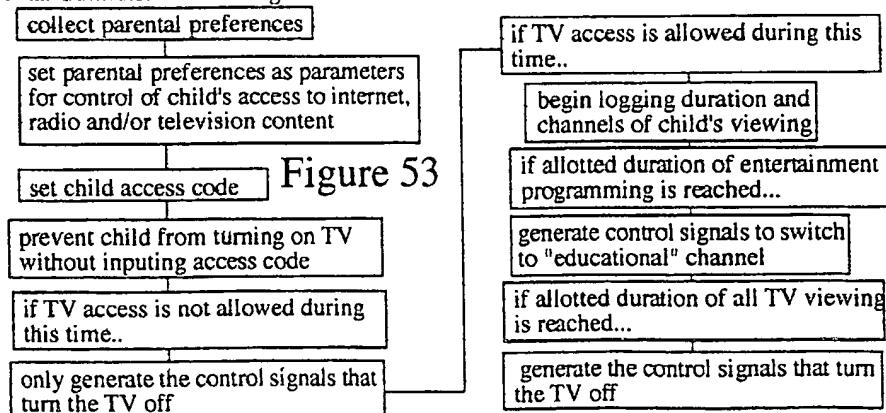 collect parental preferences
set parental preferences as parameters
for control of child's access to internet,
radio and/or television content
set child access code
Figure 53
prevent child from turning on TV
without inputing access code
if TV access is not allowed during
this time..
only generate the control signals that
turn the TV off
if TV access is allowed during this
time..
begin logging duration and
channels of child's viewing
if allotted duration of entertainment
programming is reached...
generate control signals to switch
to "educational" channel
if allotted duration of all TV viewing
is reached...
generate the control signals that turn
the TV off